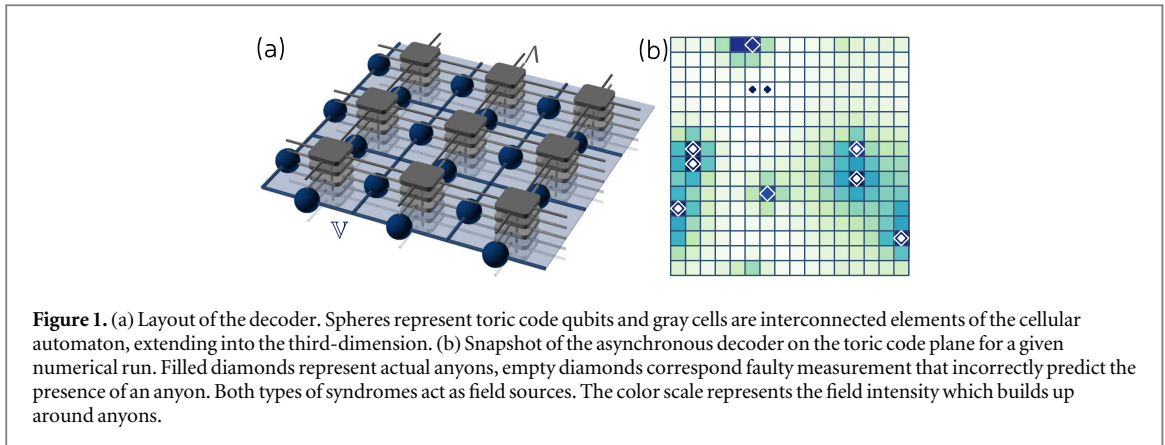 (a)
(b)
Λ
𝕍
Figure 1. (a) Layout of the decoder. Spheres represent toric code qubits and gray cells are interconnected elements of the cellular
automaton, extending into the third-dimension. (b) Snapshot of the asynchronous decoder on the toric code plane for a given
numerical run. Filled diamonds represent actual anyons, empty diamonds correspond faulty measurement that incorrectly predict the
presence of an anyon. Both types of syndromes act as field sources. The color scale represents the field intensity which builds up
around anyons.